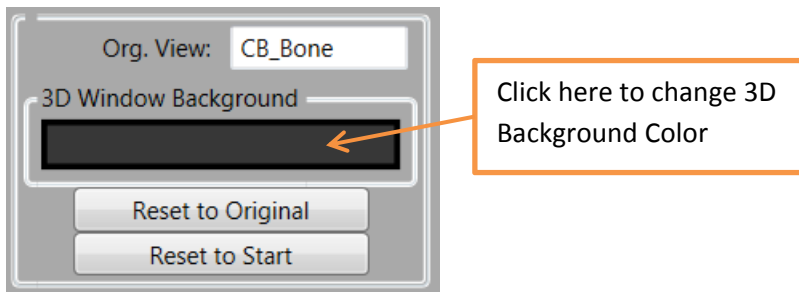 Org. View: CB_Bone
3D Window Background
Click here to change 3D
Background Color
Reset to Original
Reset to Start